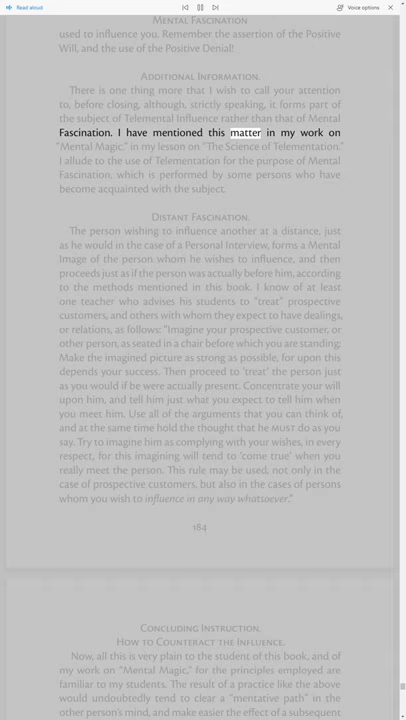 Read aloud
Voice options
MENTAL FASCINATION
used to influence you. Remember the assertion of the Positive
Will, and the use of the Positive Denial!
ADDITIONAL INFORMATION.
There is one thing more that I wish to call your attention
to, before closing, although, strictly speaking, it forms part of
the subject of Telemental Influence rather than that of Mental
Fascination. I have mentioned this matter in my work on
"Mental Magic," in my lesson on "The Science of Telementation."
I allude to the use of Telementation for the purpose of Mental
Fascination, which is performed by some persons who have
become acquainted with the subject.
DISTANT FASCINATION.
The person wishing to influence another at a distance, just
as he would in the case of a Personal Interview, forms a Mental
Image of the person whom he wishes to influence, and then
proceeds just as if the person was actually before him, according
to the methods mentioned in this book. I know of at least
one teacher who advises his students to "treat" prospective
customers, and others with whom they expect to have dealings,
or relations, as follows: "Imagine your prospective customer, or
other person, as seated in a chair before which you are standing;
Make the imagined picture as strong as possible, for upon this
depends your success. Then proceed to 'treat' the person just
as you would if be were actually present. Concentrate your will
upon him, and tell him just what you expect to tell him when
you meet him. Use all of the arguments that you can think of,
and at the same time hold the thought that he MUST do as you
say. Try to imagine him as complying with your wishes, in every
respect, for this imagining will tend to 'come true' when you
really meet the person. This rule may be used, not only in the
case of prospective customers, but also in the cases of persons
whom you wish to influence in any way whatsoever."
184
CONCLUDING INSTRUCTION.
HOW TO COUNTERACT THE INFLUENCE.
Now, all this is very plain to the student of this book, and of
my work on "Mental Magic," for the principles employed are
familiar to my students. The result of a practice like the above
would undoubtedly tend to clear a "mentative path" in the
other person's mind, and make easier the effect of a subsequent